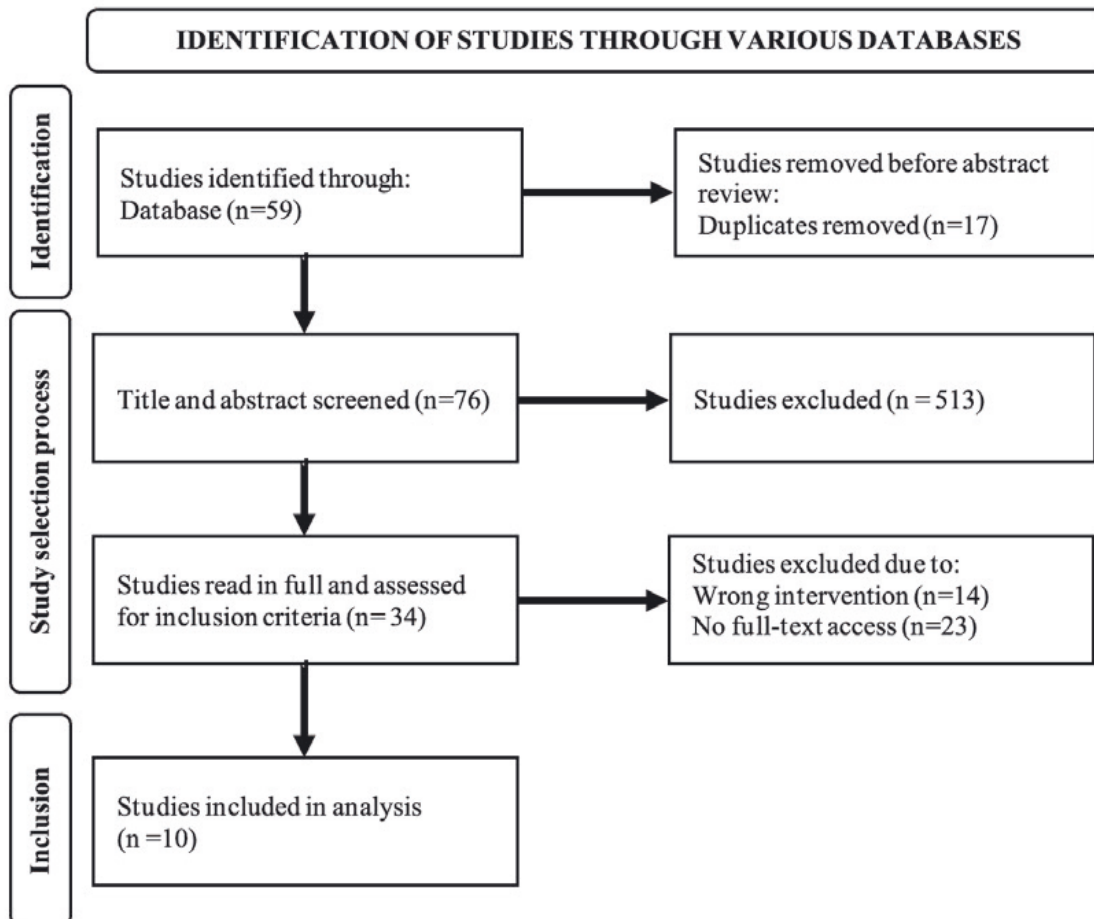 IDENTIFICATION OF STUDIES THROUGH VARIOUS DATABASES
Identification
Studies identified through:
Database (n=59)
Studies removed before abstract
review:
Duplicates removed (n=17)
Study selection process
Title and abstract screened (n=76)
Studies excluded (n = 513)
Studies read in full and assessed
for inclusion criteria (n= 34)
Studies excluded due to:
Wrong intervention (n=14)
No full-text access (n=23)
Inclusion
Studies included in analysis
(n =10)